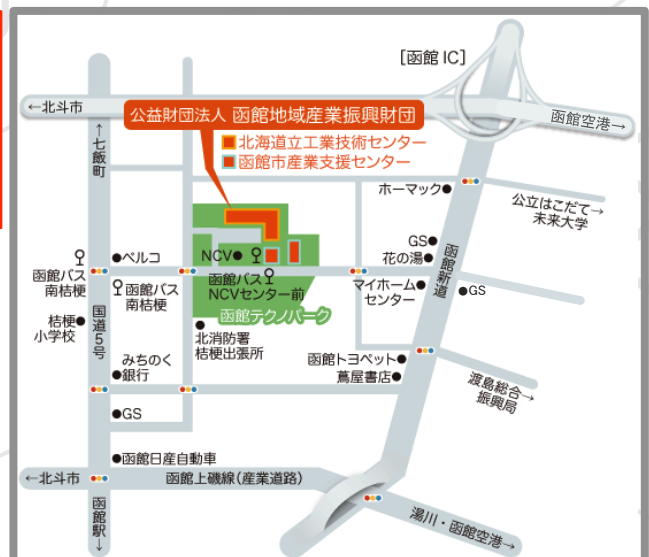 [函館IC]
←北斗市
函館空港→
公益財団法人 函館地域産業振興財団
北海道立工業技術センター
函館市産業支援センター
←七飯町
ホーマック
公立はこだて→
未来大学
GS
花の湯
函館新道
ベルコ
NCV
函館バス
南桔梗
函館バス
南桔梗
函館バス
NCVセンター前
マイホーム
センター
GS
函館テクノパーク
国道5号
桔梗
小学校
北消防署
桔梗出張所
みちのく
銀行
函館トヨペット
蔦屋書店
渡島総合→
振興局
GS
函館日産自動車
←北斗市
函館上磯線(産業道路)
函館駅→
湯川・函館空港→